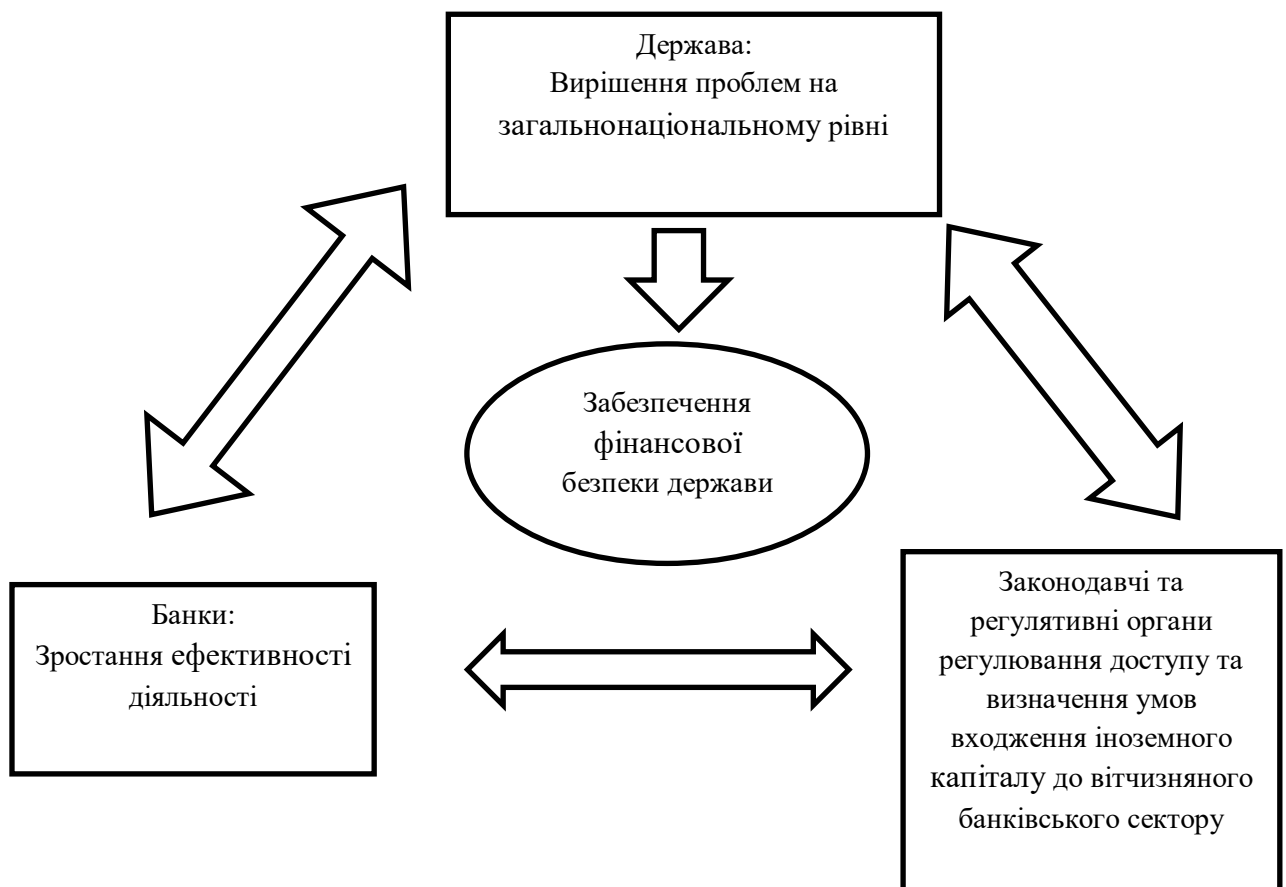 Держава:
Вирішення проблем на
загальнонаціональному рівні
Забезпечення
фінансової
безпеки держави
Банки:
Зростання ефективності
діяльності
Законодавчі та
регулятивні органи
регулювання доступу та
визначення умов
входження іноземного
капіталу до вітчизняного
банківського сектору